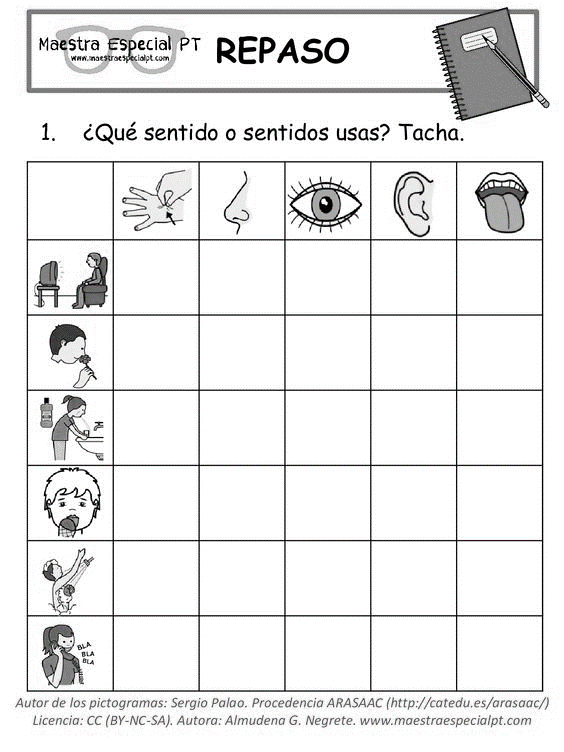 Maestra Especial PT
www.maestraespecialpt.com
REPASO
1. ¿Qué sentido o sentidos usas? Tacha.
BLA
BLA
BLA
Autor de los pictogramas: Sergio Palao. Procedencia ARASAAC (http://catedu.es/arasaac/)
Licencia: CC (BY-NC-SA). Autora: Almudena G. Negrete. www.maestraespecialpt.com